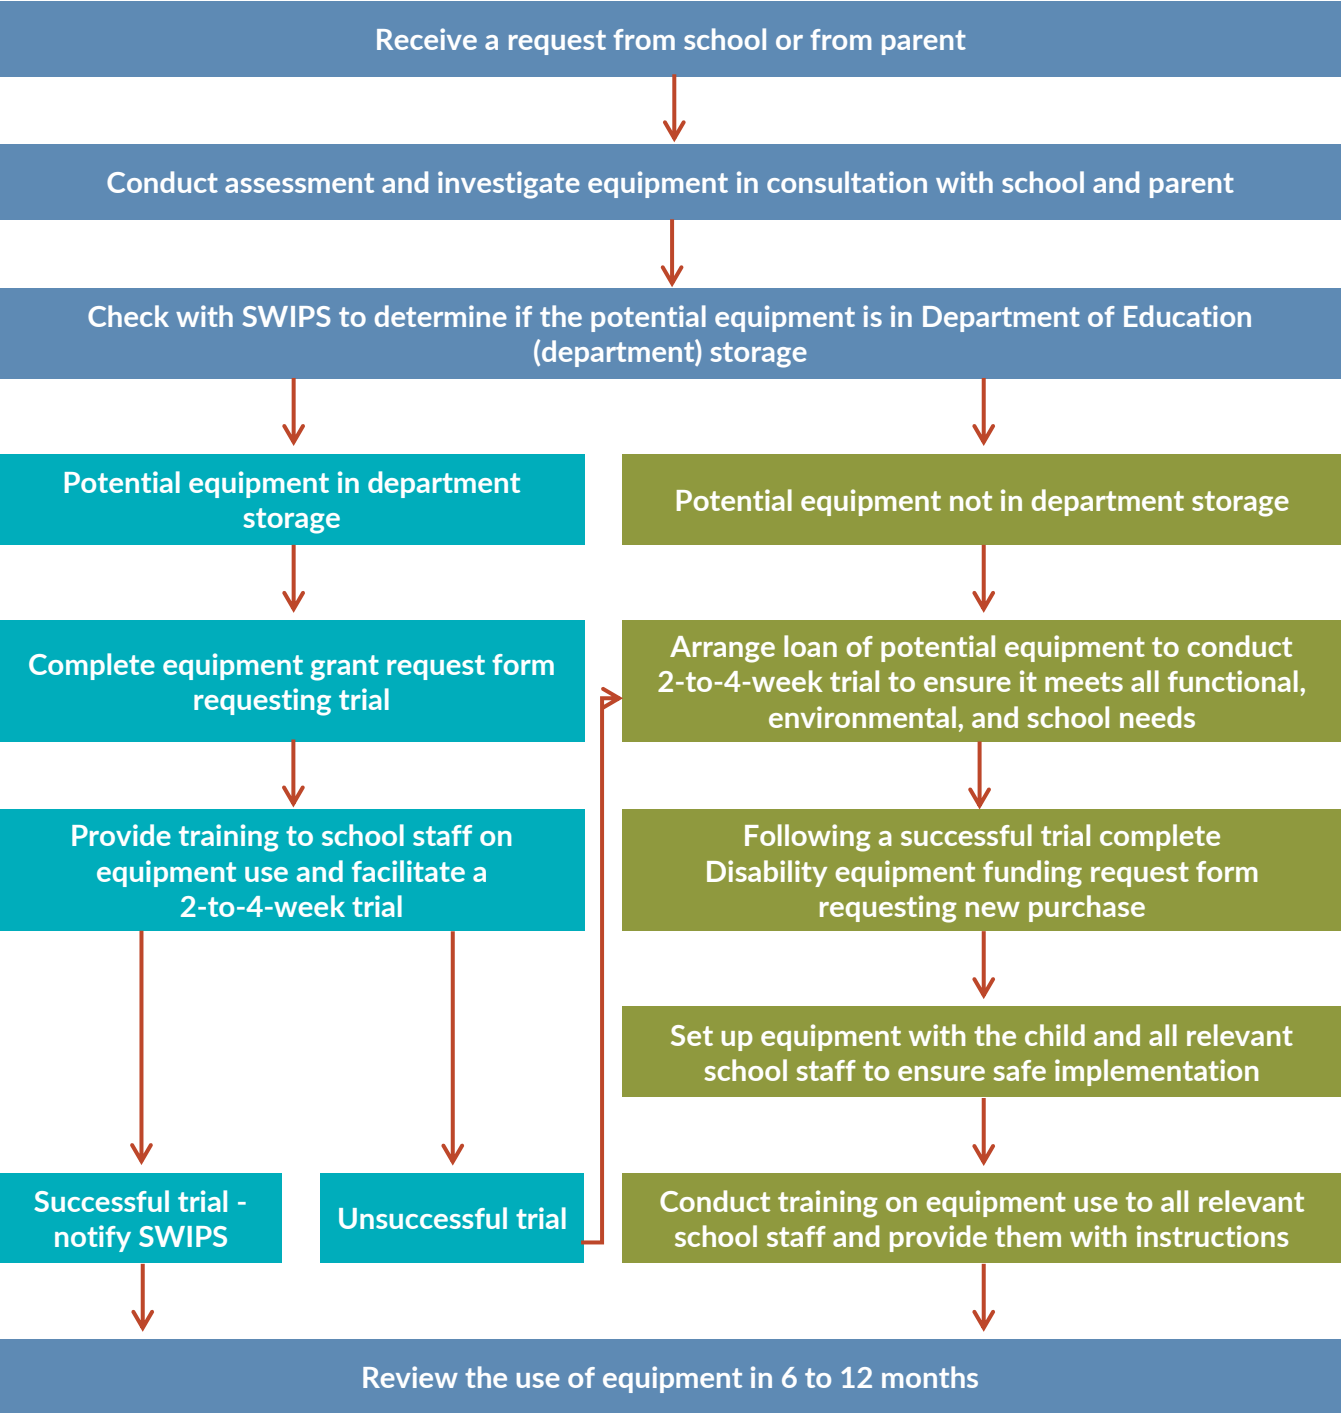 Receive a request from school or from parent
Conduct assessment and investigate equipment in consultation with school and parent
Check with SWIPS to determine if the potential equipment is in Department of Education
(department) storage
Potential equipment in department
storage
Potential equipment not in department storage
Complete equipment grant request form
requesting trial
Arrange loan of potential equipment to conduct
2-to-4-week trial to ensure it meets all functional,
environmental, and school needs
Provide training to school staff on
equipment use and facilitate a
2-to-4-week trial
Following a successful trial complete
Disability equipment funding request form
requesting new purchase
Set up equipment with the child and all relevant
school staff to ensure safe implementation
Successful trial -
notify SWIPS
Unsuccessful trial
Conduct training on equipment use to all relevant
school staff and provide them with instructions
Review the use of equipment in 6 to 12 months